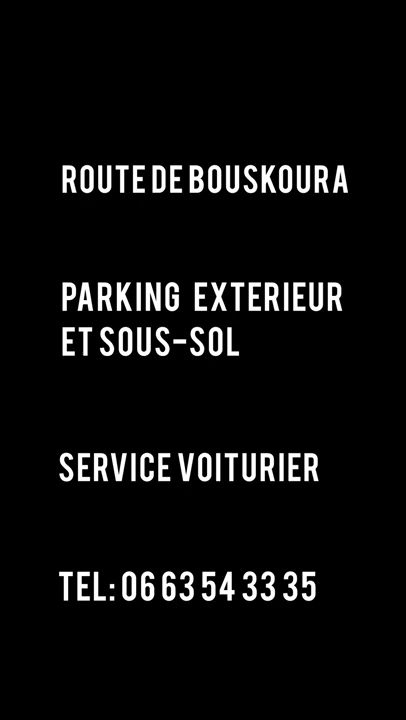 ROUTE DE BOUSKOURA
PARKING EXTERIEUR
ET SOUS-SOL
SERVICE VOITURIER
TEL: 06 63 54 33 35